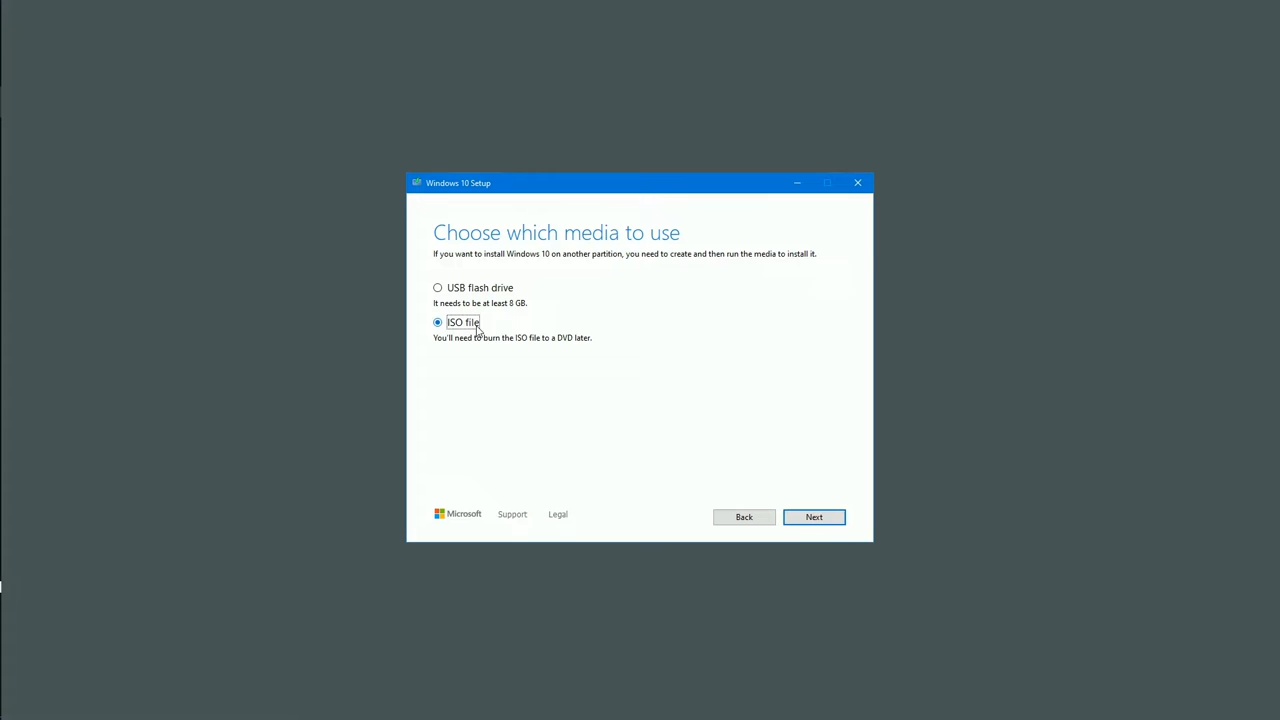 Windows 10 Setup
Choose which media to use
If you want to install Windows 10 on another partition, you need to create and then run the media to install it.
USB flash drive
It needs to be at least 8 GB.
ISO file
You'll need to burn the ISO file to a DVD later.
Microsoft Support Legal Back Next